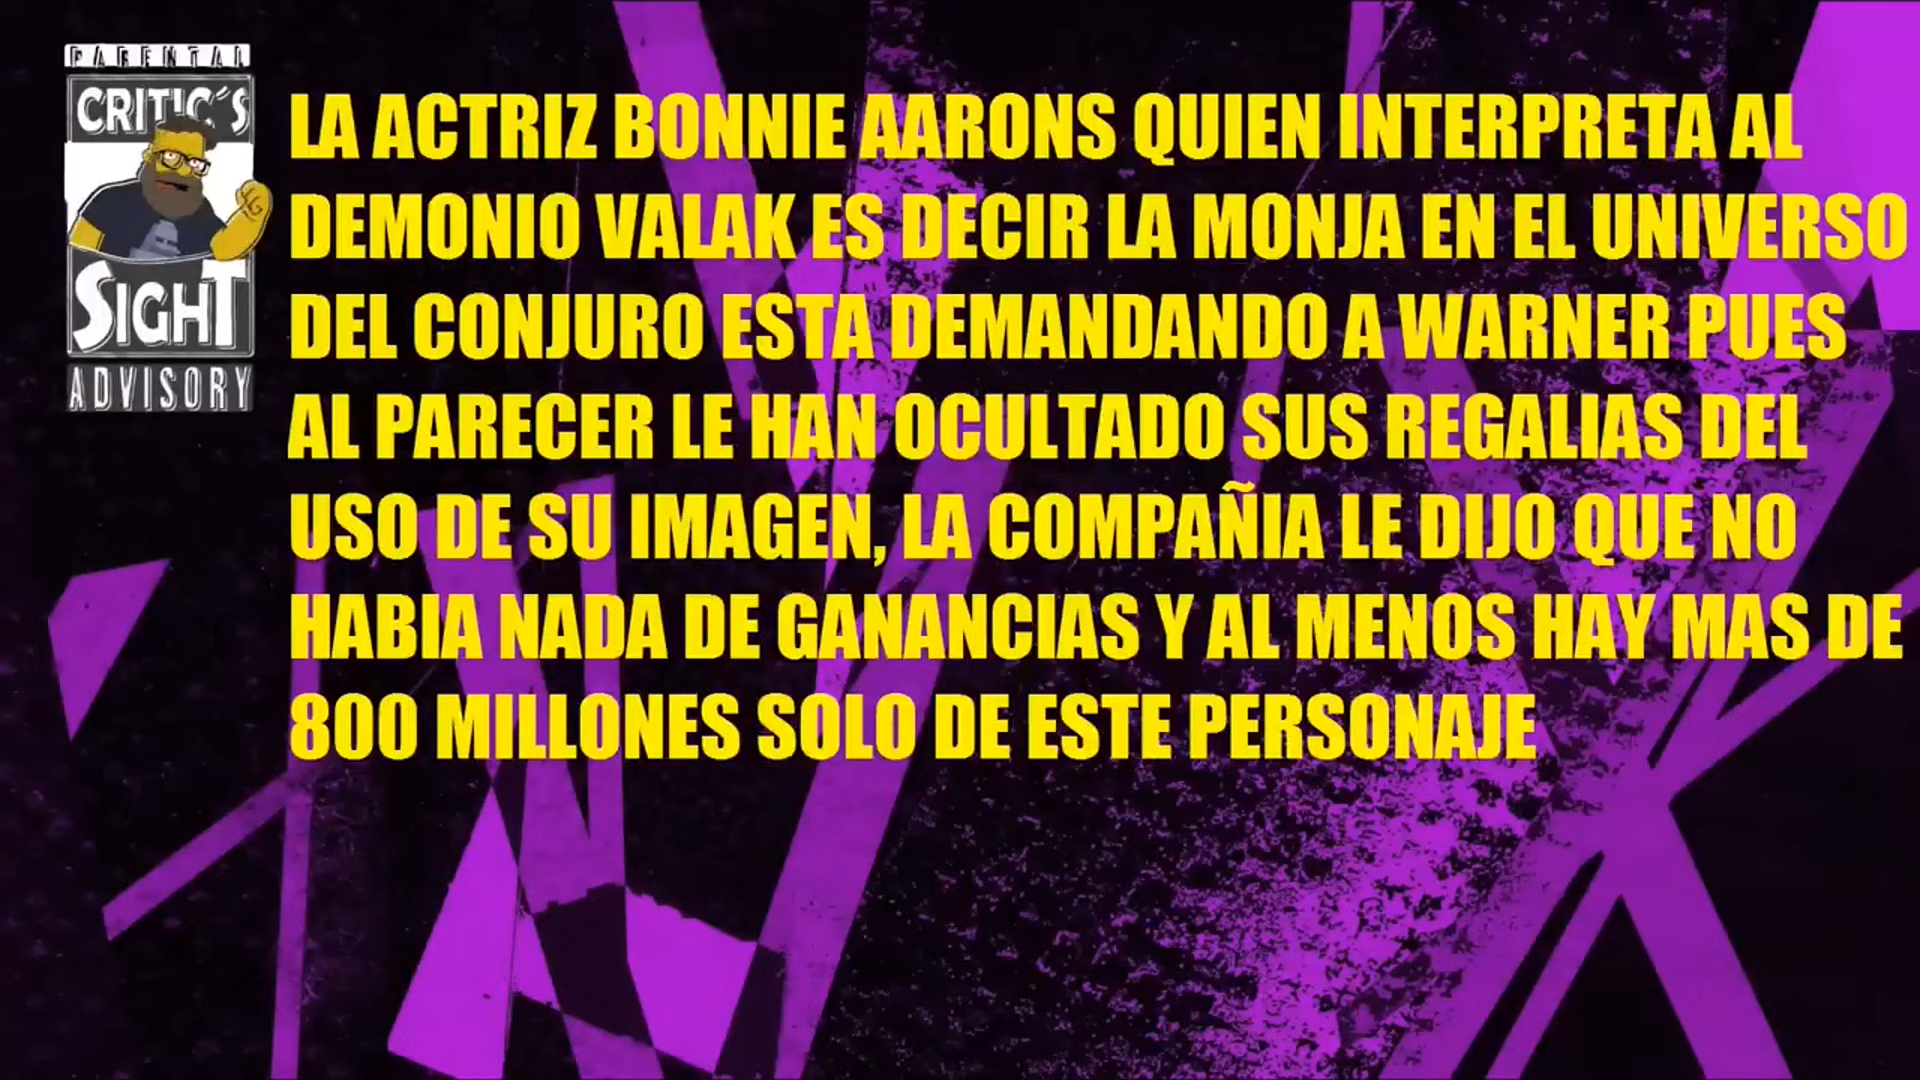 PARENTAL
CRITIC´S
SIGHT
ADVISORY
LA ACTRIZ BONNIE AARONS QUIEN INTERPRETA AL
DEMONIO VALAK ES DECIR LA MONJA EN EL UNIVERSO
DEL CONJURO ESTA DEMANDANDO A WARNER PUES
AL PARECER LE HAN OCULTADO SUS REGALIAS DEL
USO DE SU IMAGEN, LA COMPAÑIA LE DIJO QUE NO
HABIA NADA DE GANANCIAS Y AL MENOS HAY MAS DE
800 MILLONES SOLO DE ESTE PERSONAJE